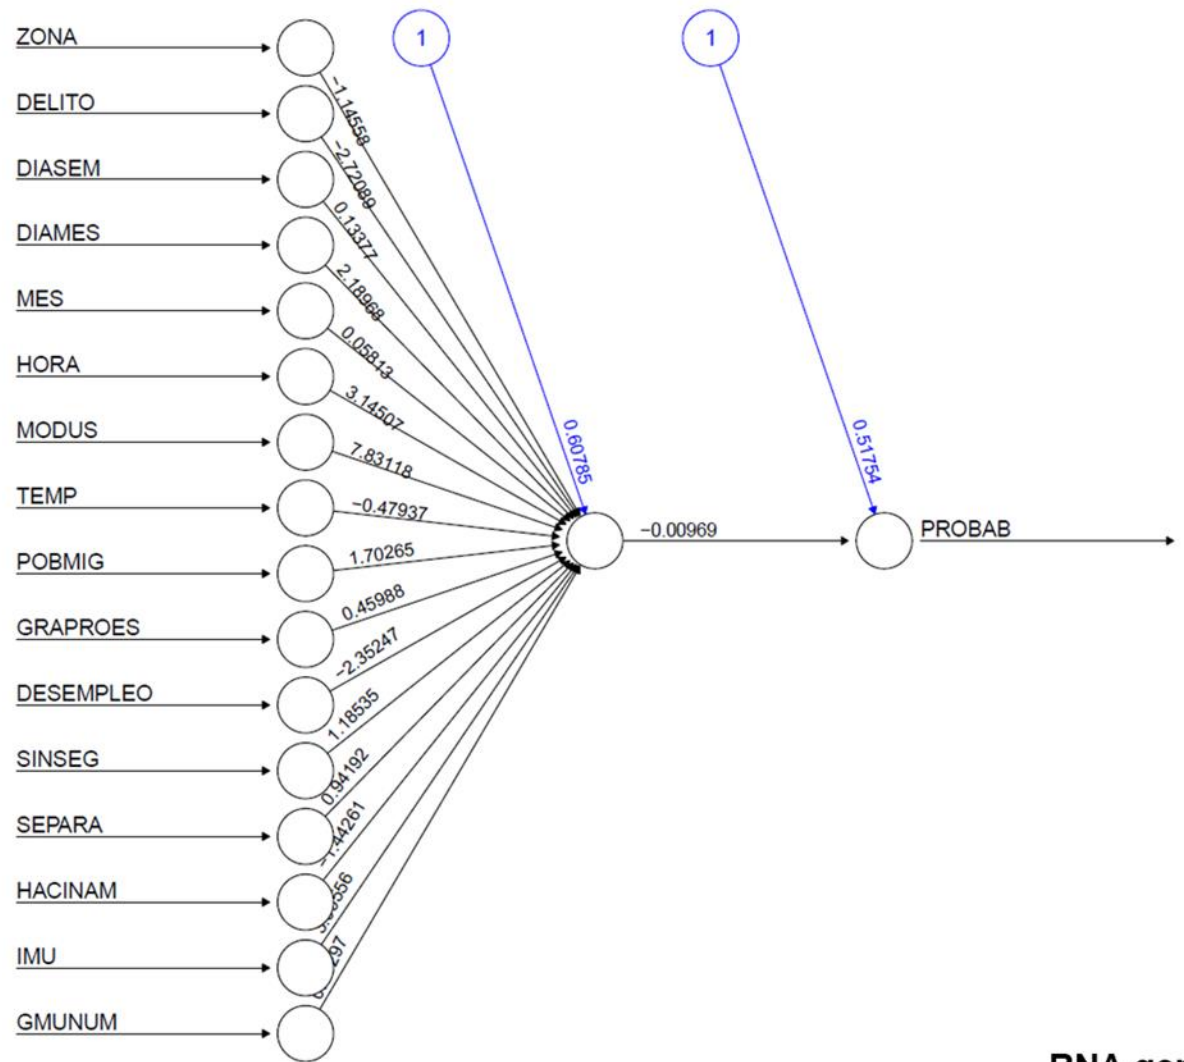 ZONA
DELITO
DIASEM
DIAMES
MES
HORA
MODUS
TEMP
POBMIG
GRAPROES
DESEMPLEO
SINSEG
SEPARA
HACINAM
IMU
GMUNUM
−1.14558
−2.72089
0.13377
2.18968
0.05813
3.14507
7.83118
−0.47937
1.70265
0.45988
−2.35247
1.18535
0.94192
−1.44261
1
0.60785
−0.00969
1
0.51754
PROBAB